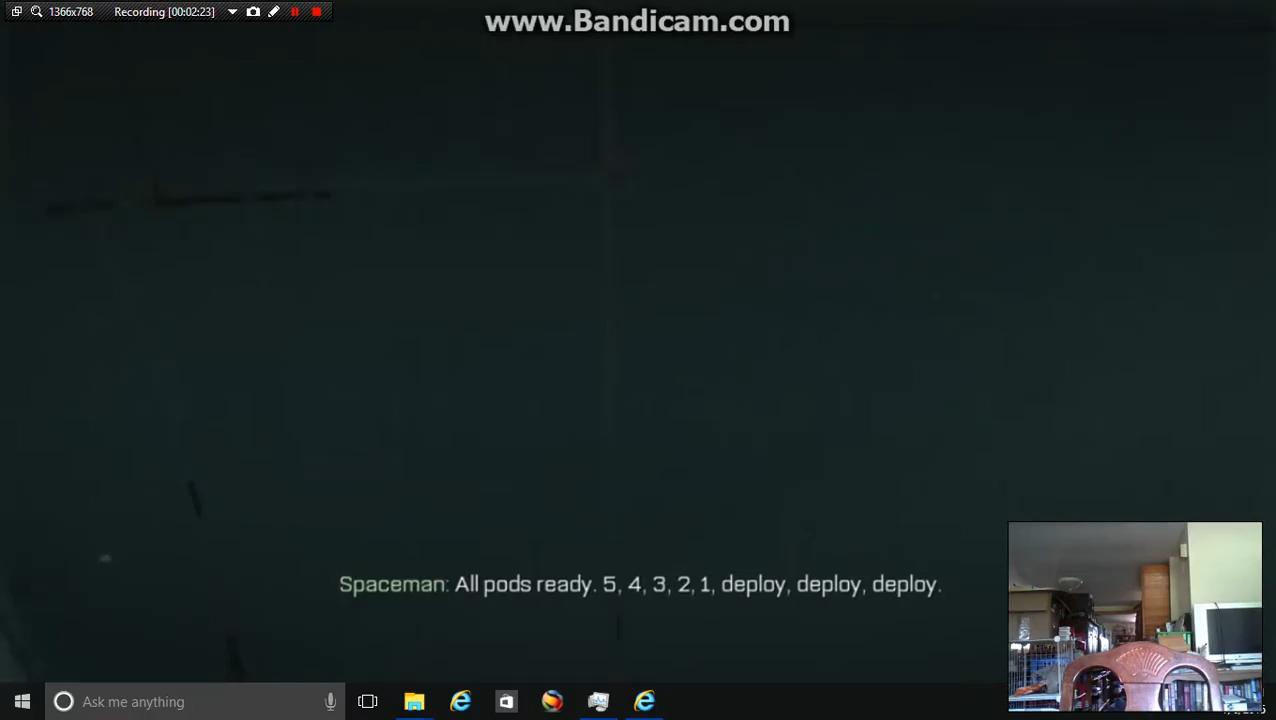 1366x768 Recording [00:02:23]
www.Bandicam.com
Spaceman: All pods ready. 5, 4, 3, 2, 1, deploy, deploy, deploy.
Ask me anything